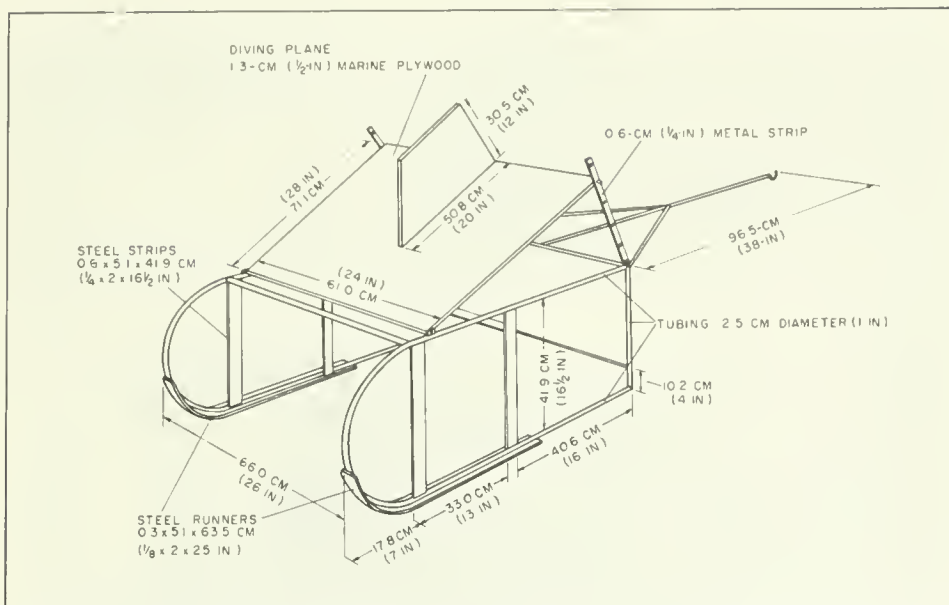 DIVING PLANE
1.3-CM (½-IN) MARINE PLYWOOD
30.5 CM
(12 IN)
0.6-CM (¼-IN) METAL STRIP
(28 IN)
71.1 CM
50.8 CM
(20 IN)
96.5-CM
(38-IN)
STEEL STRIPS
0.6 x 5.1 x 41.9 CM
(¼ x 2 x 16½ IN)
(24 IN)
61.0 CM
TUBING 2.5 CM DIAMETER (1 IN)
41.9 CM
(16½ IN)
10.2 CM
(4 IN)
40.6 CM
(16 IN)
66.0 CM
(26 IN)
33.0 CM
(13 IN)
STEEL RUNNERS
0.3 x 5.1 x 63.5 CM
(⅛ x 2 x 25 IN)
17.8 CM
(7 IN)